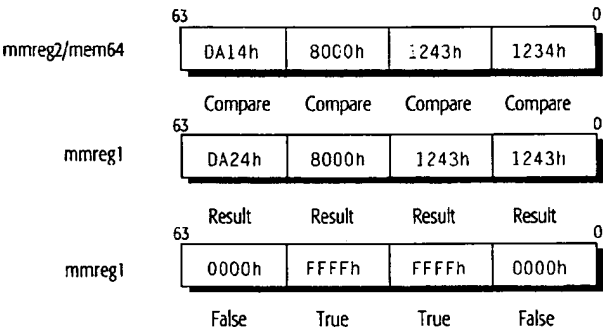 63 0
mmreg2/mem64 DA14h 8000h 1243h 1234h
Compare Compare Compare Compare
63 0
mmreg1 DA24h 8000h 1243h 1243h
Result Result Result Result
63 0
mmreg1 0000h FFFFh FFFFh 0000h
False True True False